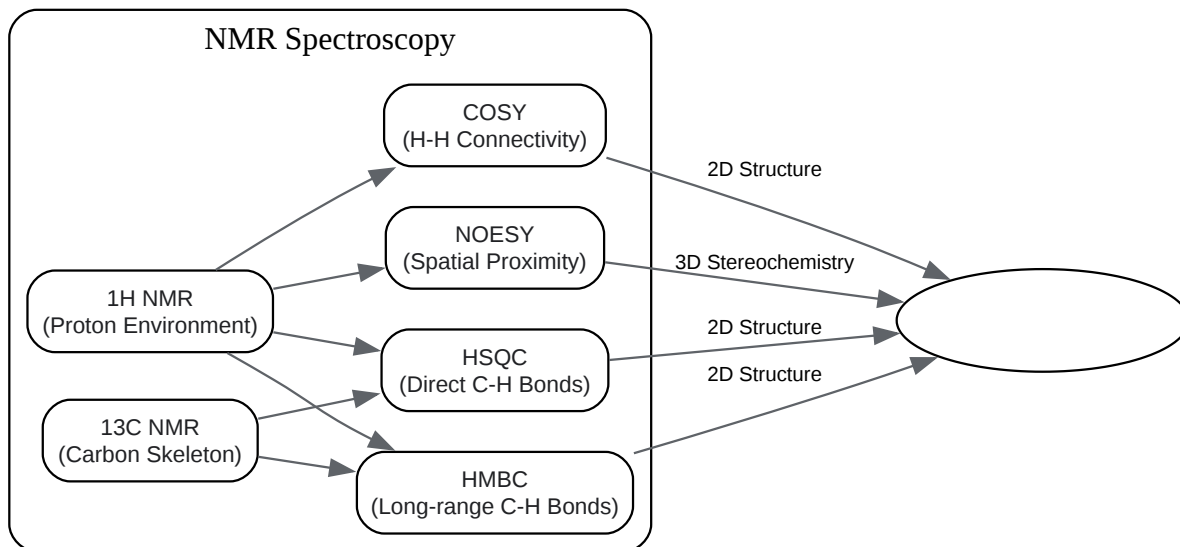 NMR Spectroscopy
COSY
(H-H Connectivity)
2D Structure
NOESY
(Spatial Proximity)
3D Stereochemistry
1H NMR
(Proton Environment)
HSQC
(Direct C-H Bonds)
2D Structure
2D Structure
13C NMR
(Carbon Skeleton)
HMBC
(Long-range C-H Bonds)